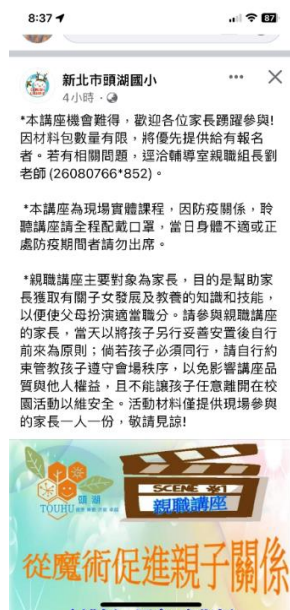 8:37
87
新北市頭湖國小
4小時
*本講座機會難得，歡迎各位家長踴躍參與!
因材料包數量有限，將優先提供給有報名
者。若有相關問題，逕洽輔導室親職組長劉
老師 (26080766*852)。
*本講座為現場實體課程，因防疫關係，聆
聽講座請全程配戴口罩，當日身體不適或正
處防疫期間者請勿出席。
*親職講座主要對象為家長，目的是幫助家
長獲取有關子女發展及教養的知識和技能，
以便使父母扮演適當職分。請參與親職講座
的家長，當天以將孩子另行妥善安置後自行
前來為原則；倘若孩子必須同行，請自行約
束管教孩子遵守會場秩序，以免影響講座品
質與他人權益，且不能讓孩子任意離開在校
園活動以維安全。活動材料僅提供現場參與
的家長一人一份，敬請見諒!
頭湖
TOUHU
SCENE
親職講座
從魔術促進親子關係